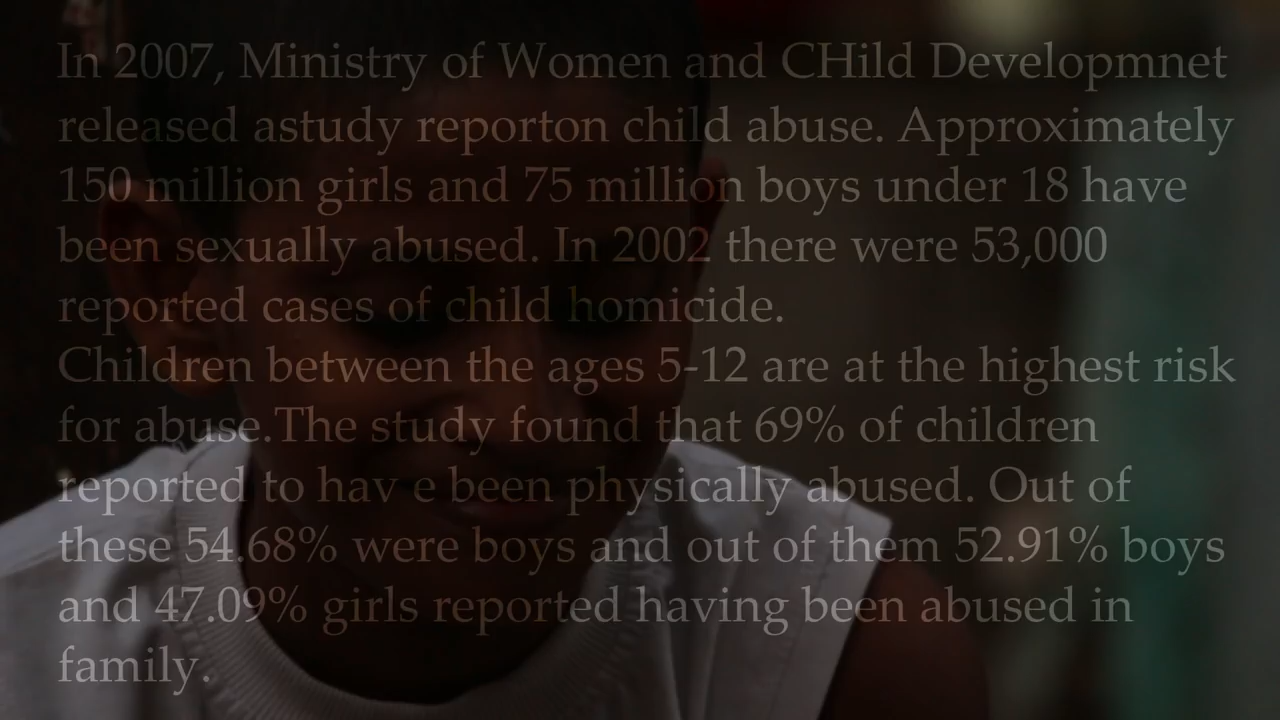 In 2007, Ministry of Women and CHild Developmnet
released astudy reporton child abuse. Approximately
150 million girls and 75 million boys under 18 have
been sexually abused. In 2002 there were 53,000
reported cases of child homicide.
Children between the ages 5-12 are at the highest risk
for abuse.The study found that 69% of children
reported to hav e been physically abused. Out of
these 54.68% were boys and out of them 52.91% boys
and 47.09% girls reported having been abused in
family.